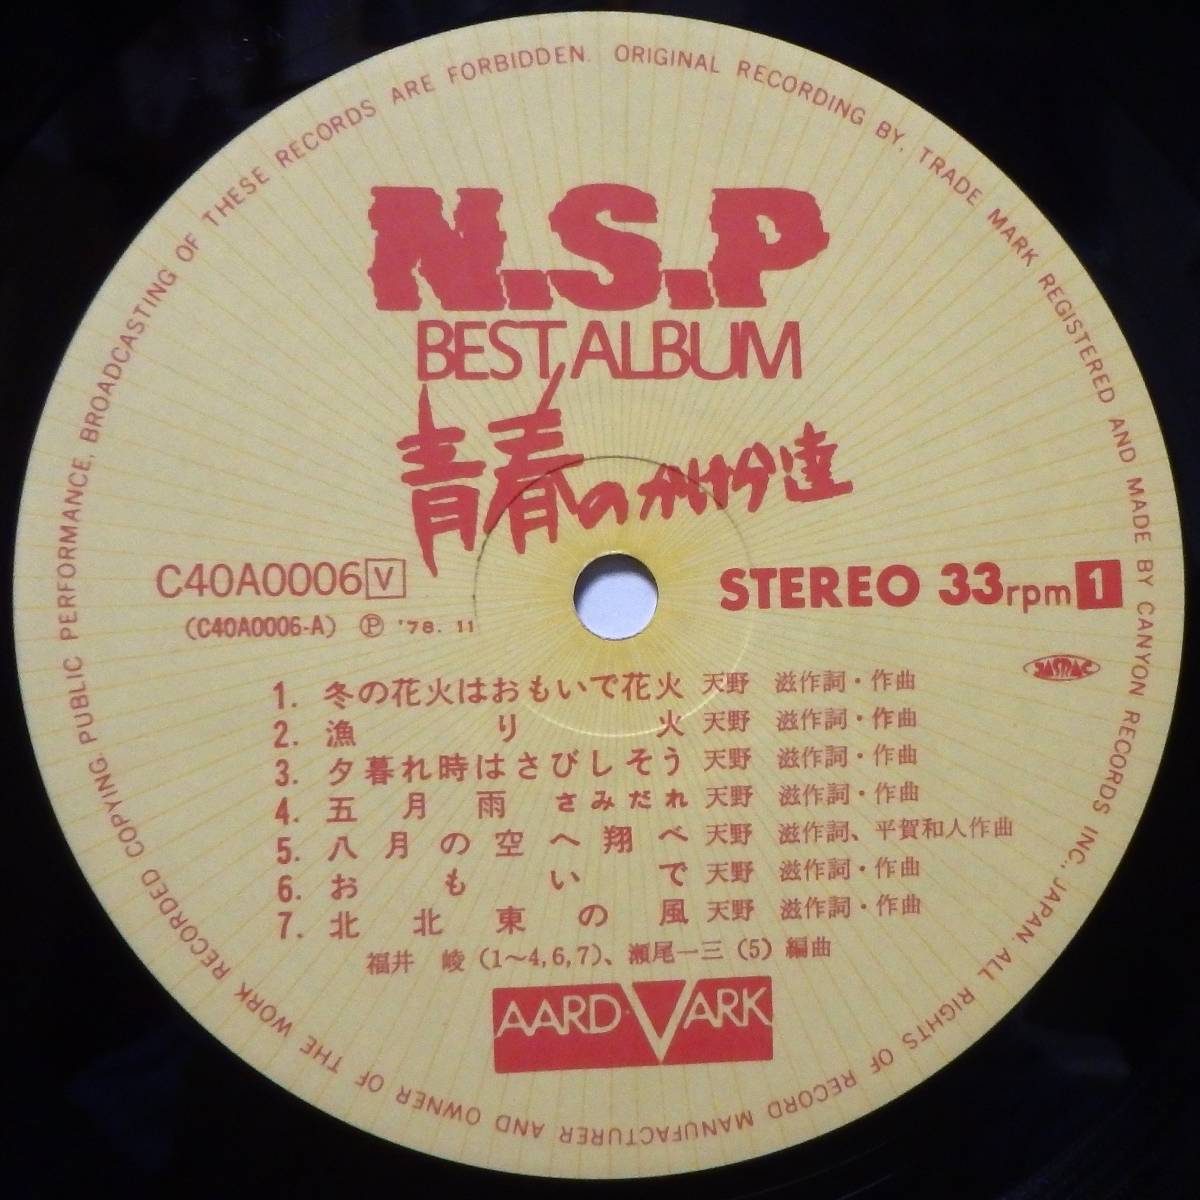 N.S.P
BEST ALBUM
青春のかけら達
C40A0006 V
(C40A0006-A) Ⓟ '78. 11
STEREO 33rpm 1
JASRAC
1. 冬の花火はおもいで花火 天野 滋作詞・作曲
2. 漁り火 天野 滋作詞・作曲
3. 夕暮れ時はさびしそう 天野 滋作詞・作曲
4. 五月雨 さみだれ 天野 滋作詞・作曲
5. 八月の空へ翔べ 天野 滋作詞、平賀和人作曲
6. おもいで 天野 滋作詞・作曲
7. 北北東の風 天野 滋作詞・作曲
福井 崚 (1〜4,6,7)、瀬尾一三 (5) 編曲
AARD-VARK
ORIGINAL RECORDING BY, TRADE MARK REGISTERED AND MADE BY CANYON RECORDS INC., JAPAN. ALL RIGHTS OF RECORD MANUFACTURER AND OWNER OF THE WORK RECORDED COPYING, PUBLIC PERFORMANCE, BROADCASTING OF THESE RECORDS ARE FORBIDDEN.